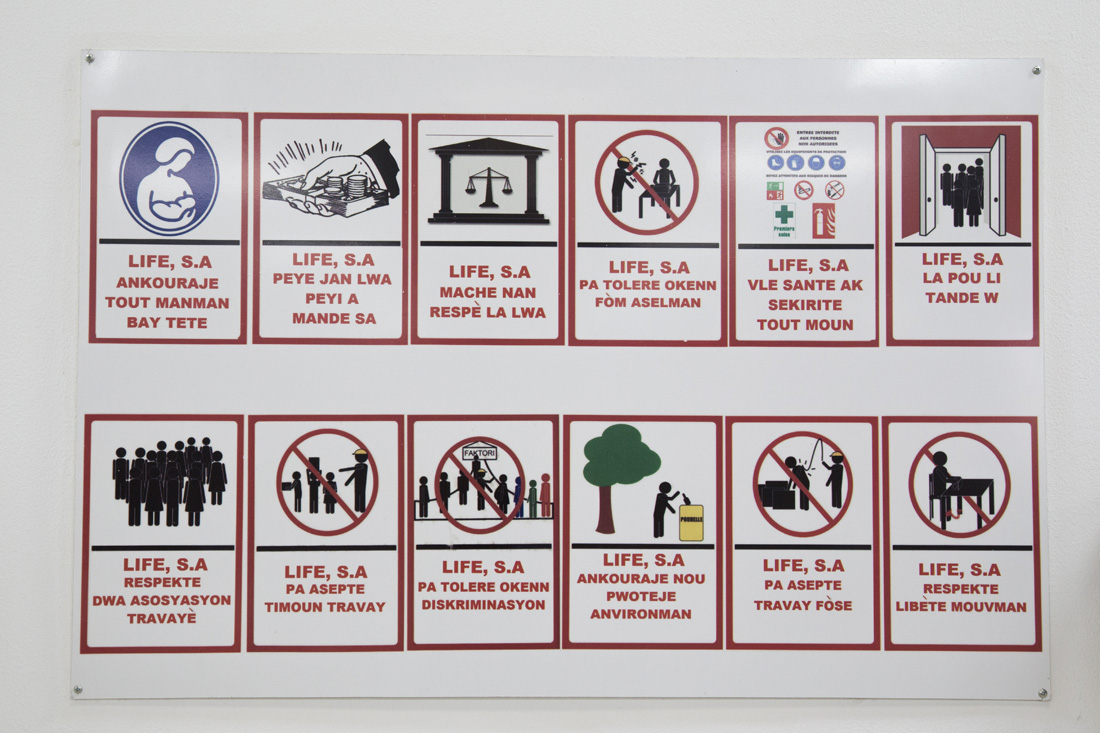 LIFE, S.A
ANKOURAJE
TOUT MANMAN
BAY TETE
LIFE, S.A
PEYE JAN LWA
PEYI A
MANDE SA
LIFE, S.A
MACHE NAN
RESPÈ LA LWA
LIFE, S.A
PA TOLERE OKENN
FÒM ASELMAN
ENTREE INTERDITE
AUX PERSONNES
NON AUTORISEES
Premiers
soins
LIFE, S.A
VLE SANTE AK
SEKIRITE
TOUT MOUN
LIFE, S.A
LA POU LI
TANDE W
LIFE, S.A
RESPEKTE
DWA ASOSYASYON
TRAVAYÈ
LIFE, S.A
PA ASEPTE
TIMOUN TRAVAY
FAKTORI
LIFE, S.A
PA TOLERE OKENN
DISKRIMINASYON
POUBELLE
LIFE, S.A
ANKOURAJE NOU
PWOTEJE
ANVIRONMAN
LIFE, S.A
PA ASEPTE
TRAVAY FÒSE
LIFE, S.A
RESPEKTE
LIBÈTE MOUVMAN